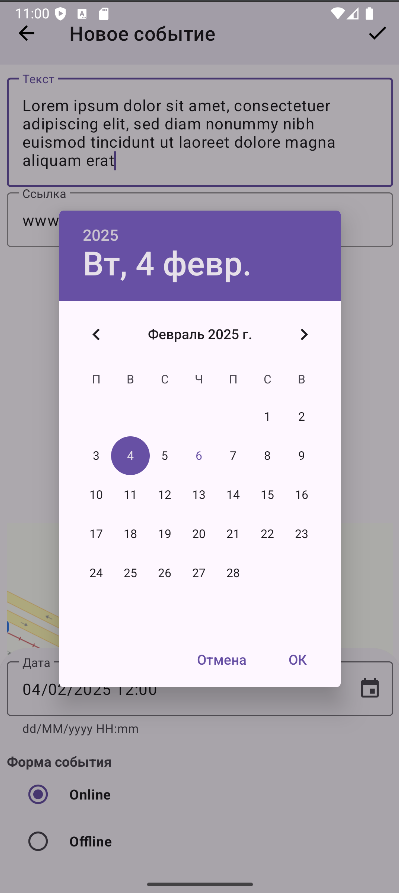 11:00
Новое событие
Текст
Lorem ipsum dolor sit amet, consectetuer
adipiscing elit, sed diam nonummy nibh
euismod tincidunt ut laoreet dolore magna
aliquam erat
Ссылка
www
2025
Вт, 4 февр.
Февраль 2025 г.
П В С Ч П С В
1 2
3 4 5 6 7 8 9
10 11 12 13 14 15 16
17 18 19 20 21 22 23
24 25 26 27 28
Отмена ОК
Дата
04/02/2025 12:00
dd/MM/yyyy HH:mm
Форма события
Online
Offline